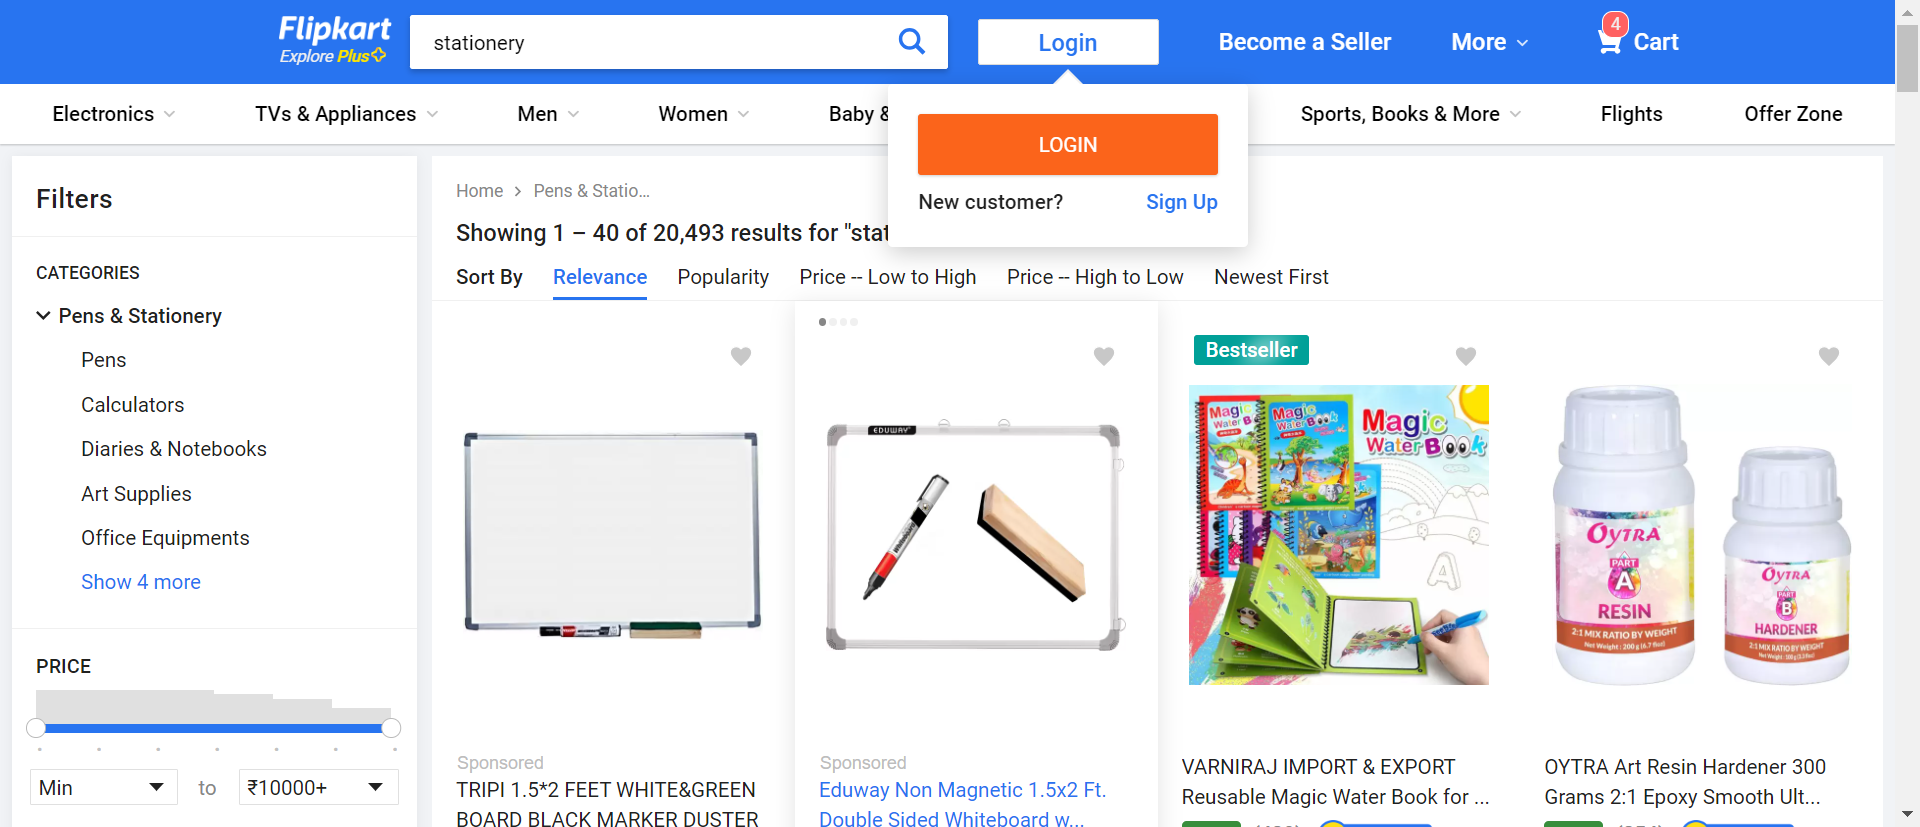 Flipkart
Explore Plus
stationery
Login
Become a Seller
More
4
Cart
Electronics
TVs & Appliances
Men
Women
Baby &
Sports, Books & More
Flights
Offer Zone
LOGIN
New customer?
Sign Up
Filters
CATEGORIES
Pens & Stationery
Pens
Calculators
Diaries & Notebooks
Art Supplies
Office Equipments
Show 4 more
PRICE
Min
to
₹10000+
Home
Pens & Statio...
Showing 1 – 40 of 20,493 results for "stat
Sort By
Relevance
Popularity
Price -- Low to High
Price -- High to Low
Newest First
Sponsored
TRIPI 1.5*2 FEET WHITE&GREEN
BOARD BLACK MARKER DUSTER
EDUWAY
Sponsored
Eduway Non Magnetic 1.5x2 Ft.
Double Sided Whiteboard w...
Bestseller
Magic
Water Book
Magic
Water Book
VARNIRAJ IMPORT & EXPORT
Reusable Magic Water Book for ...
OYTRA
PART
A
RESIN
2:1 MIX RATIO BY WEIGHT
Net Weight : 200 g (6.7 floz)
OYTRA
PART
B
HARDENER
2:1 MIX RATIO BY WEIGHT
OYTRA Art Resin Hardener 300
Grams 2:1 Epoxy Smooth Ult...